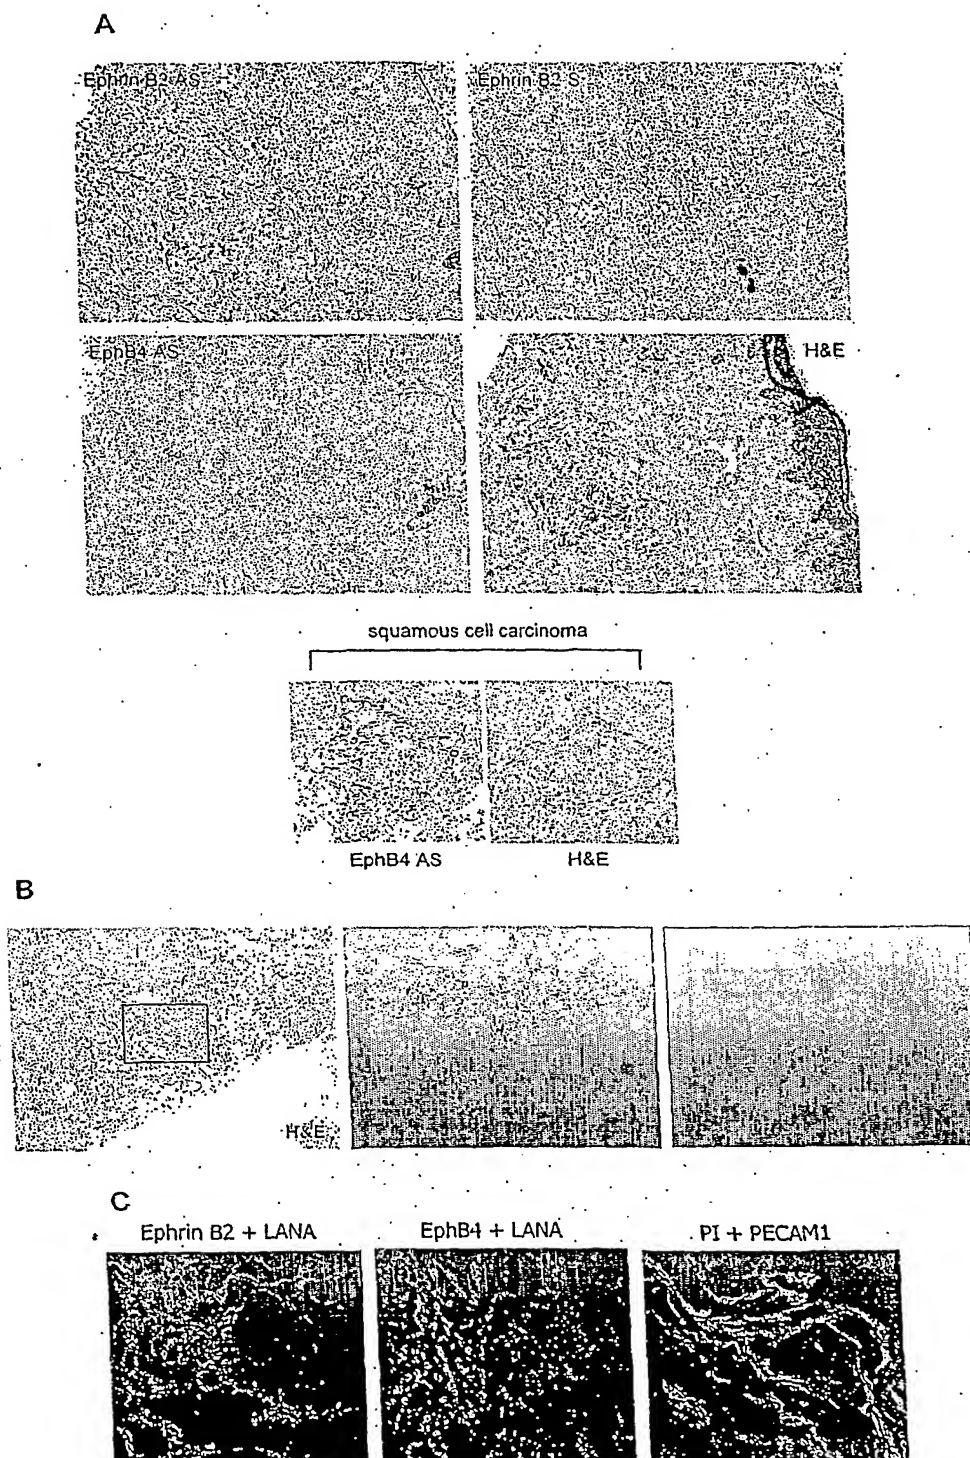 A
Ephrin B2 AS
Ephrin B2 S
EphB4 AS
H&E
squamous cell carcinoma
EphB4 AS
H&E
B
H&E
C
Ephrin B2 + LANA
EphB4 + LANA
PI + PECAM1